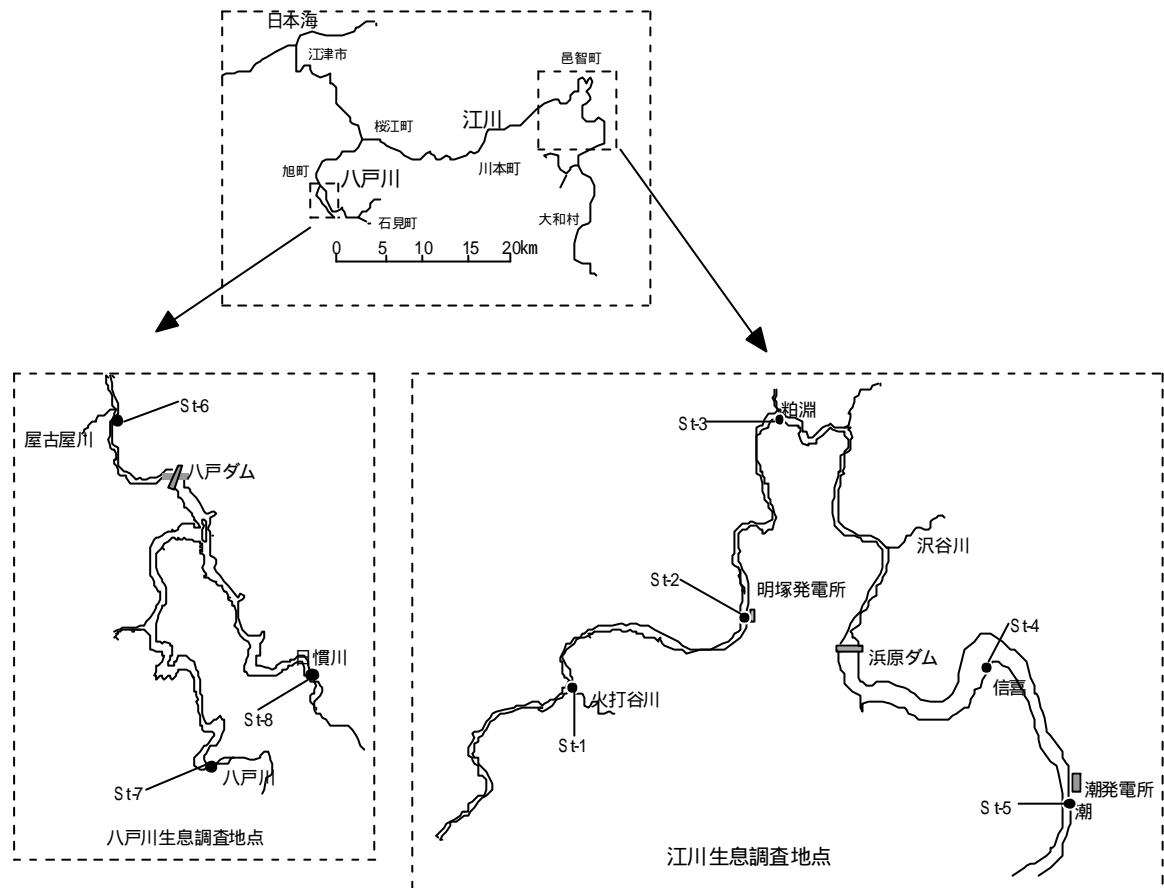 日本海
江津市
邑智町
江川
桜江町
川本町
旭町
八戸川
大和村
石見町
0 5 10 15 20km
St-6
屋古屋川
八戸ダム
日慣川
St-8
八戸川
St-7
八戸川生息調査地点
粕淵
St-3
沢谷川
St-2
明塚発電所
St-4
浜原ダム
信喜
火打谷川
St-1
潮発電所
St-5
潮
江川生息調査地点